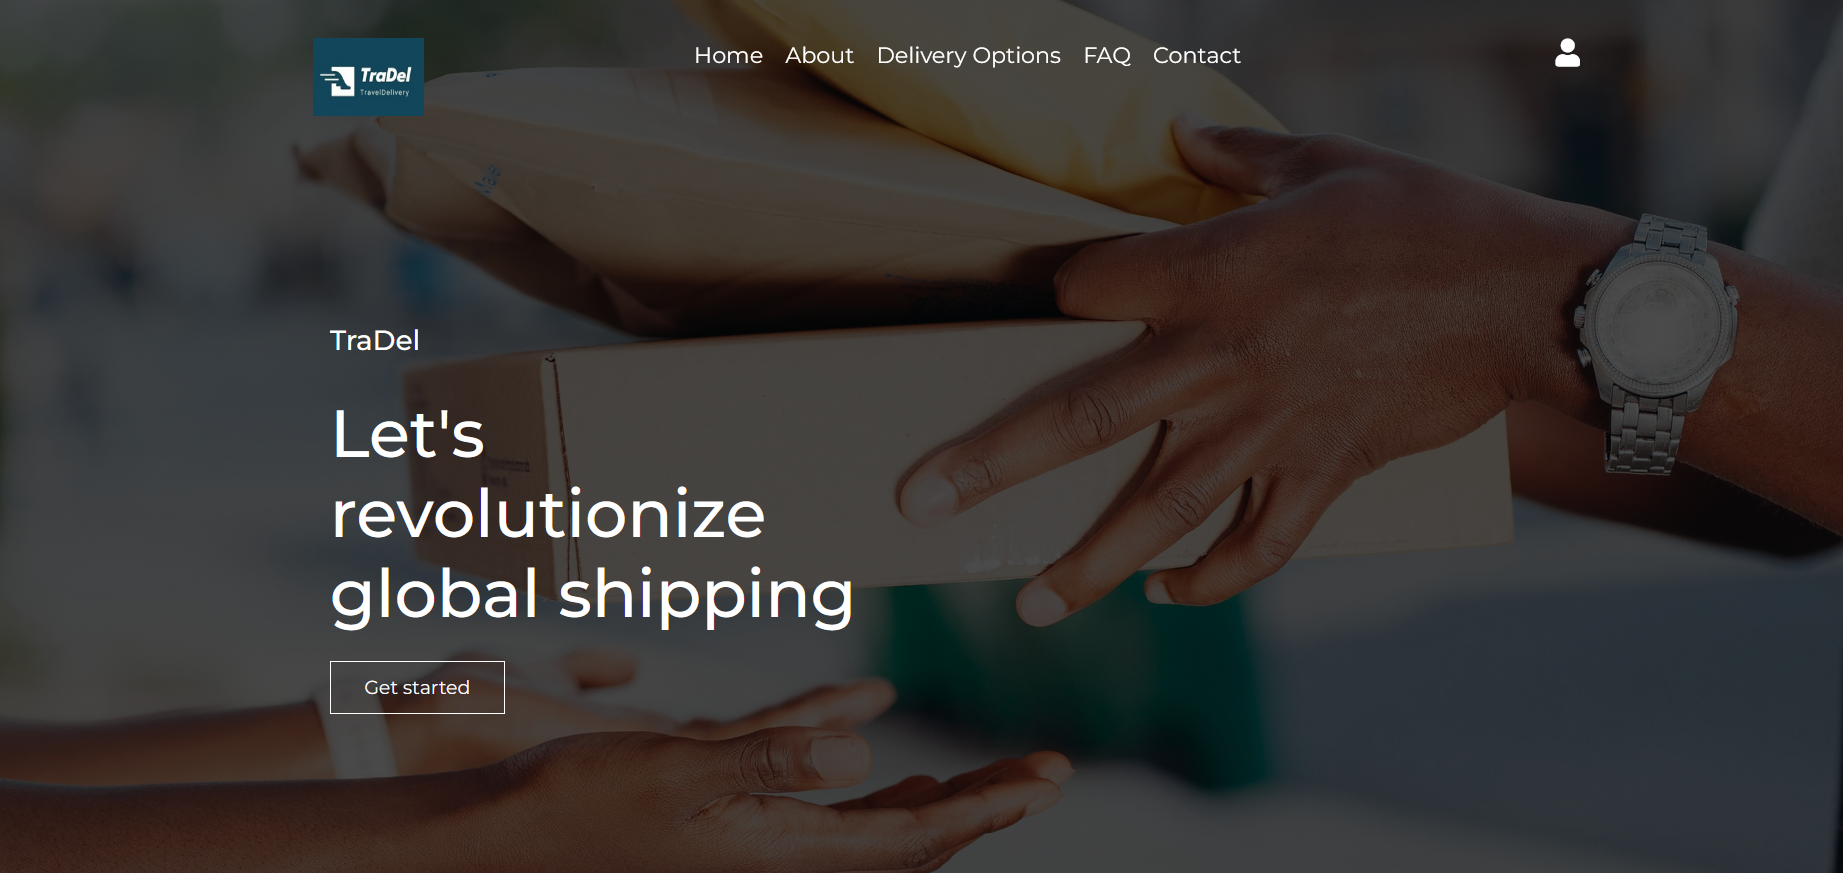 TraDel
TravelDelivery
Home About Delivery Options FAQ Contact
TraDel
Let's
revolutionize
global shipping
Get started